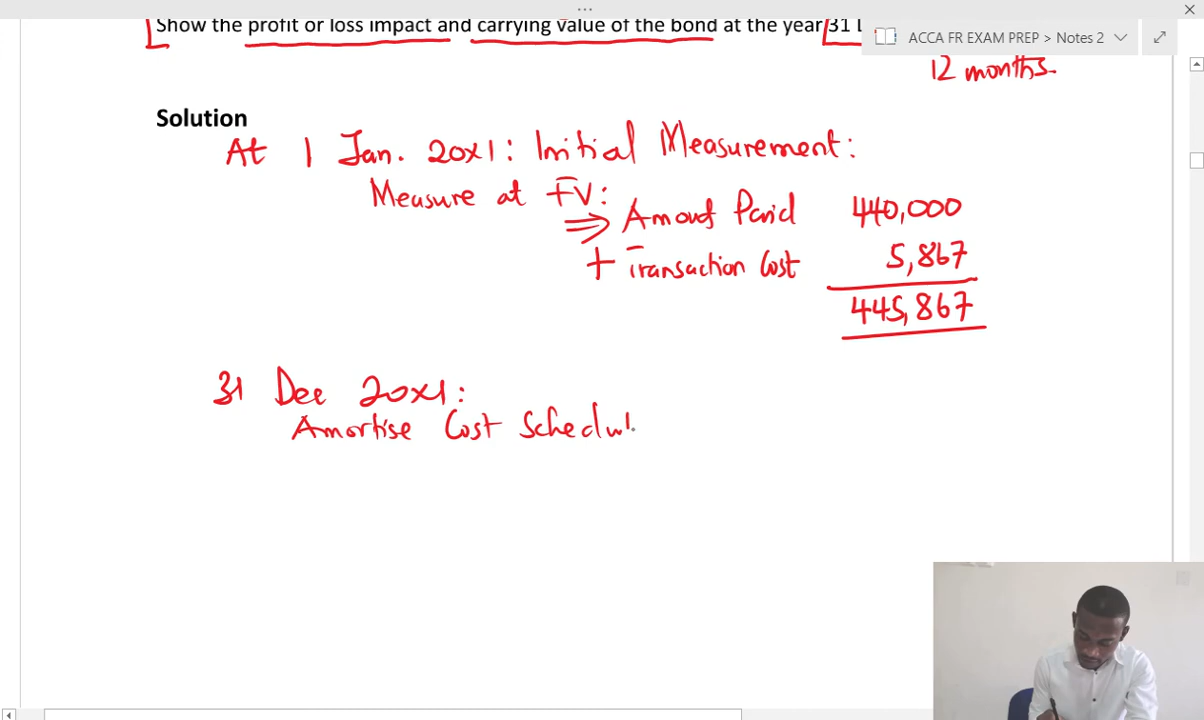 Show the profit or loss impact and carrying value of the bond at the year 31
ACCA FR EXAM PREP > Notes 2
12 months.
Solution
At 1 Jan. 20x1: Initial Measurement:
Measure at FV:
⇒ Amount Paid 440,000
+ Transaction Cost 5,867
445,867
31 Dec 20x1:
Amortise Cost Schedul